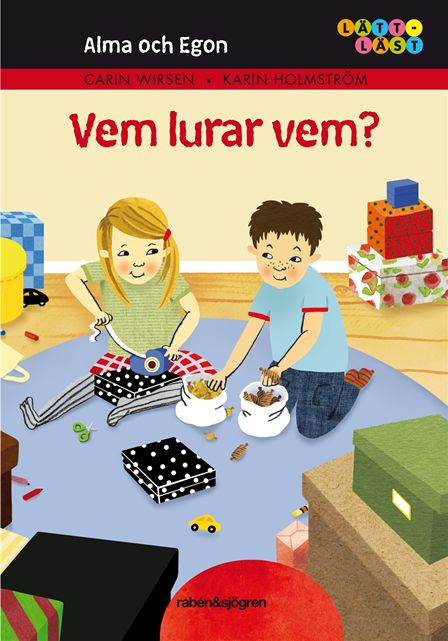 Alma och Egon
LÄTT-
LÄST
CARIN WIRSEN • KARIN HOLMSTRÖM
Vem lurar vem?
rabén&sjögren